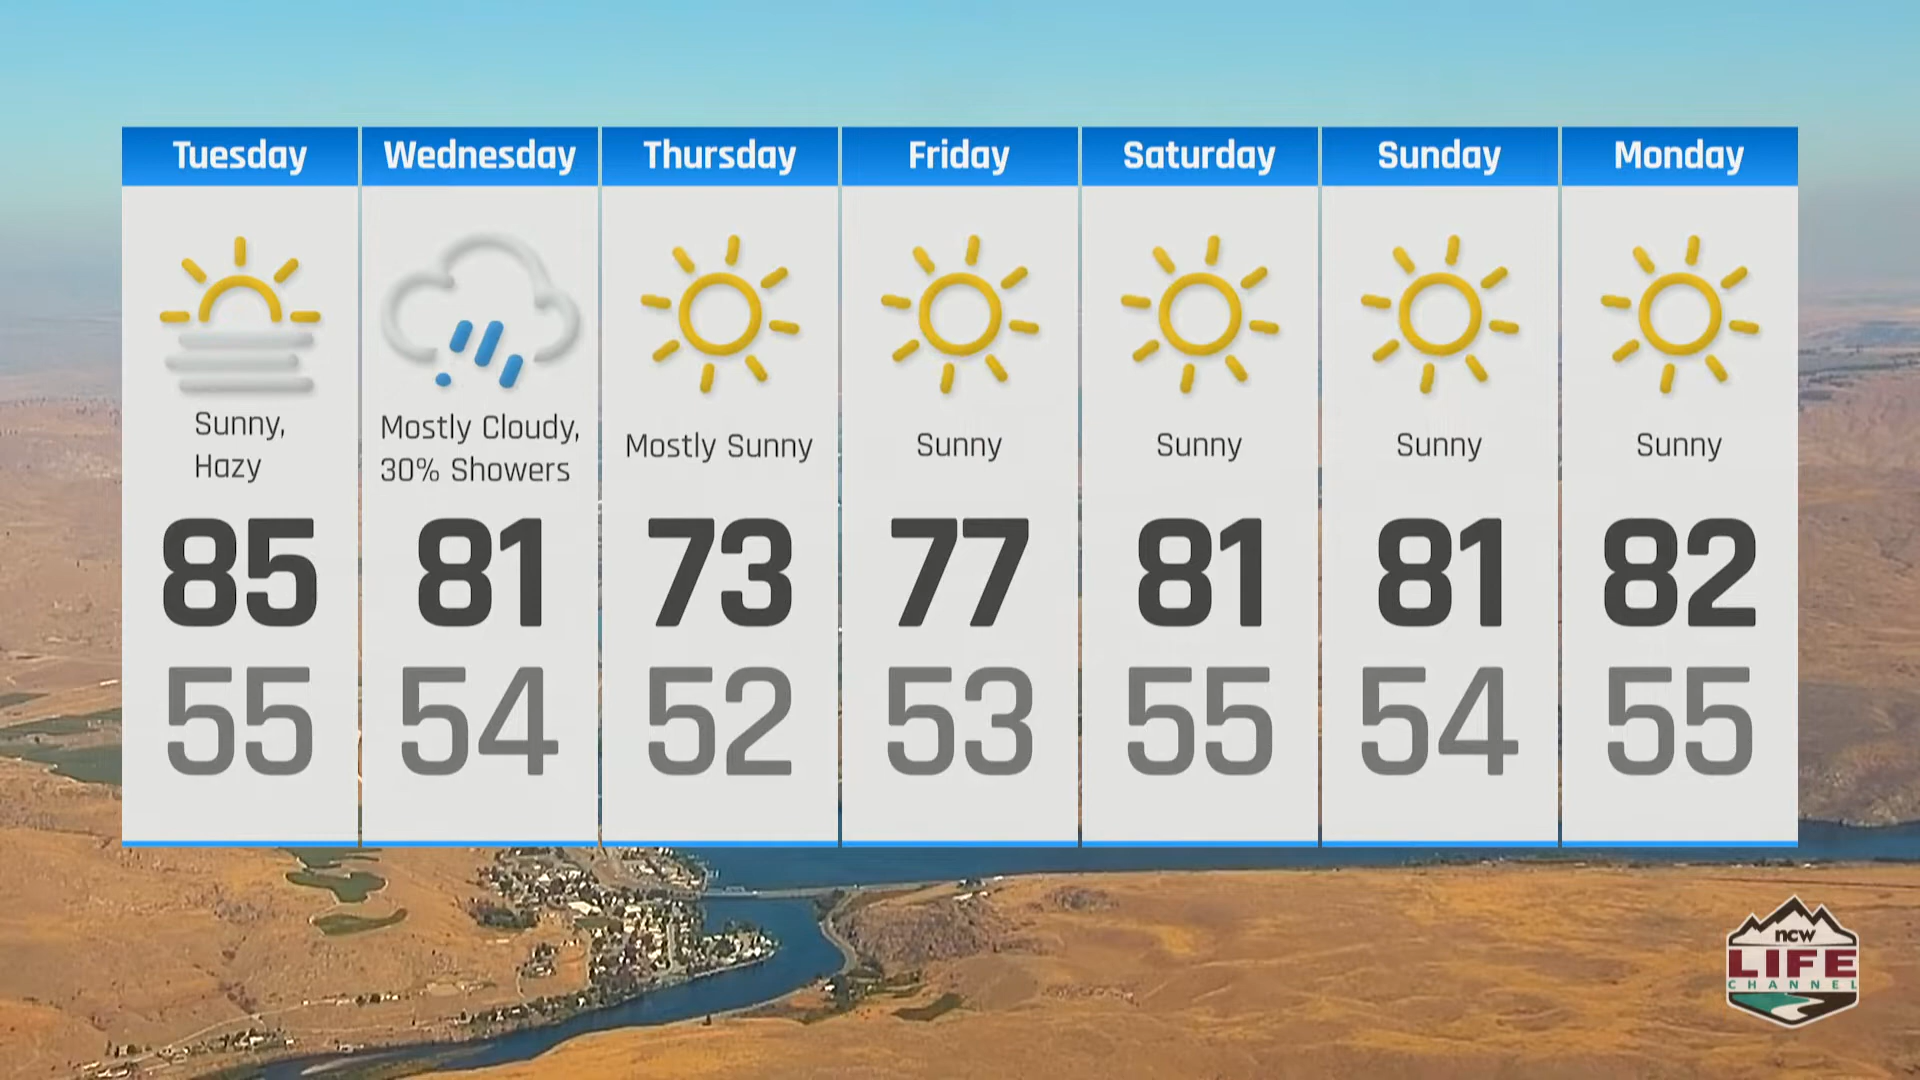 Tuesday
Sunny,
Hazy
85
55
Wednesday
Mostly Cloudy,
30% Showers
81
54
Thursday
Mostly Sunny
73
52
Friday
Sunny
77
53
Saturday
Sunny
81
55
Sunday
Sunny
81
54
Monday
Sunny
82
55
ncw
LIFE
CHANNEL